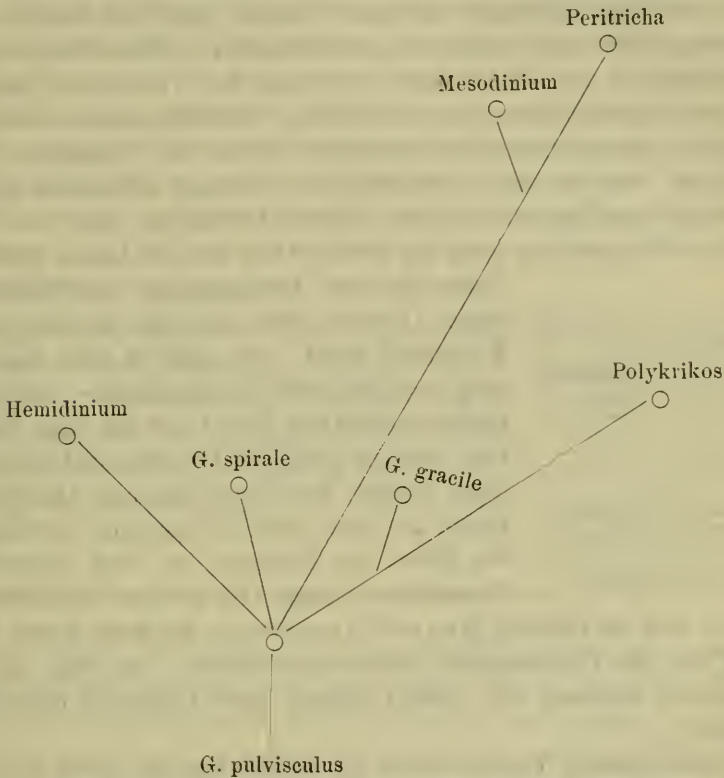 Peritricha
Mesodinium
Polykrikos
Hemidinium
G. spirale
G. gracile
G. pulvisculus